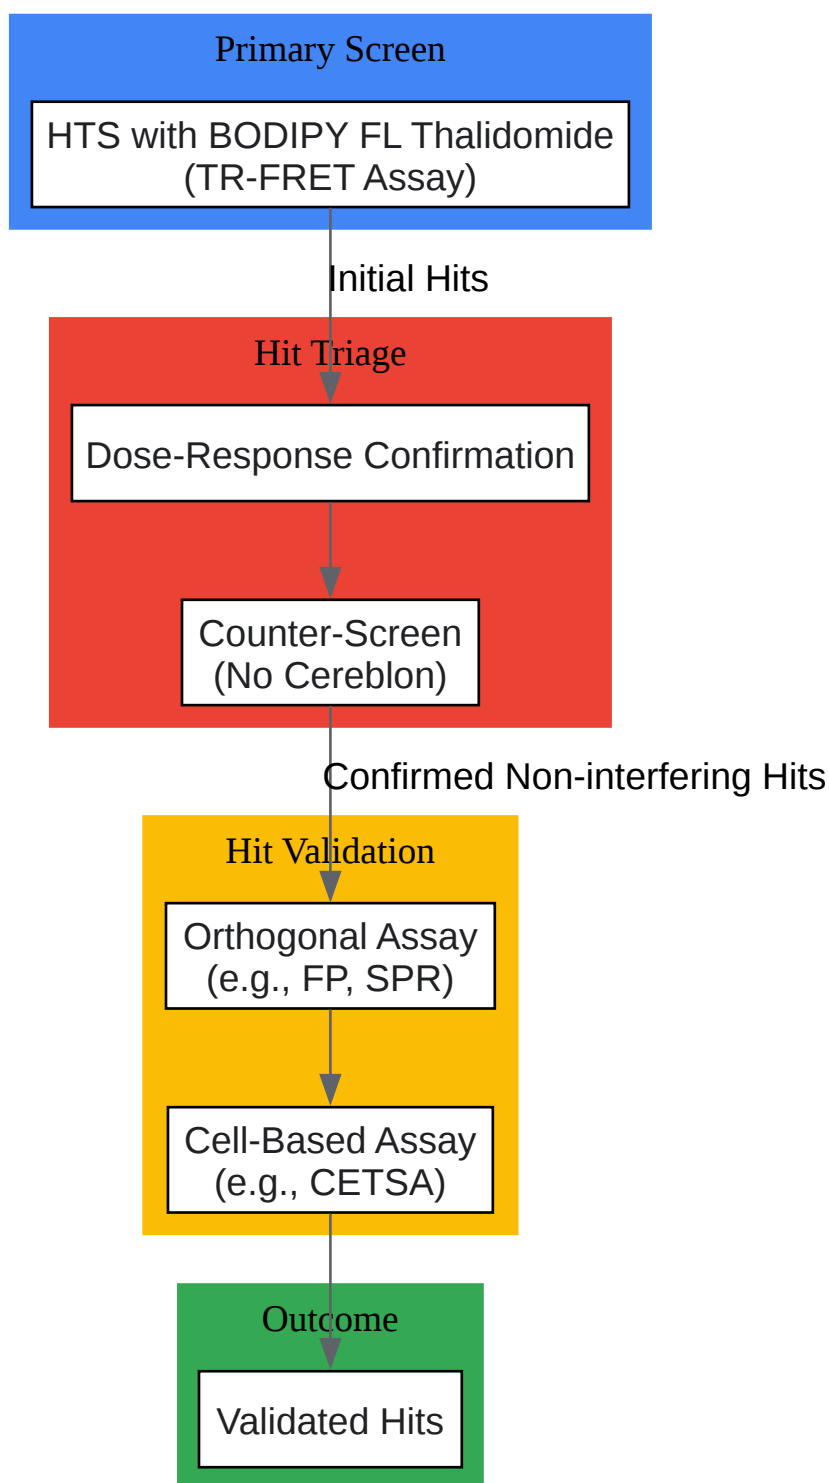 Primary Screen
HTS with BODIPY FL Thalidomide
(TR-FRET Assay)
Initial Hits
Hit Triage
Dose-Response Confirmation
Counter-Screen
(No Cereblon)
Confirmed Non-interfering Hits
Hit Validation
Orthogonal Assay
(e.g., FP, SPR)
Cell-Based Assay
(e.g., CETSA)
Outcome
Validated Hits